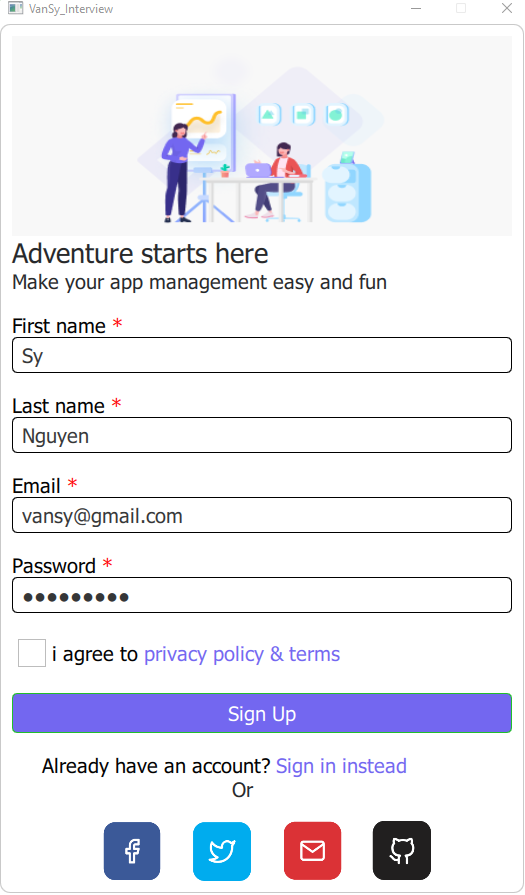 VanSy_Interview
Adventure starts here
Make your app management easy and fun
First name *
Sy
Last name *
Nguyen
Email *
vansy@gmail.com
Password *
●●●●●●●●●
i agree to privacy policy & terms
Sign Up
Already have an account? Sign in instead
Or